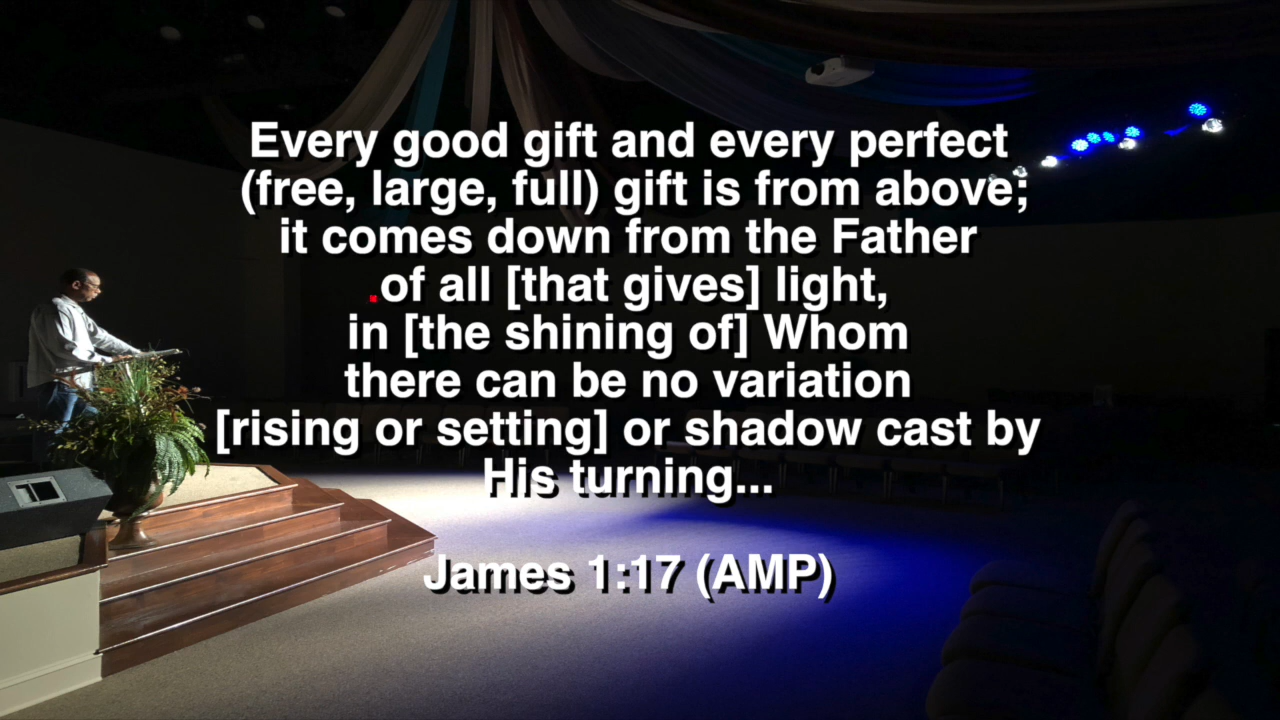 Every good gift and every perfect
(free, large, full) gift is from above;
it comes down from the Father
of all [that gives] light,
in [the shining of] Whom
there can be no variation
[rising or setting] or shadow cast by
His turning...
James 1:17 (AMP)